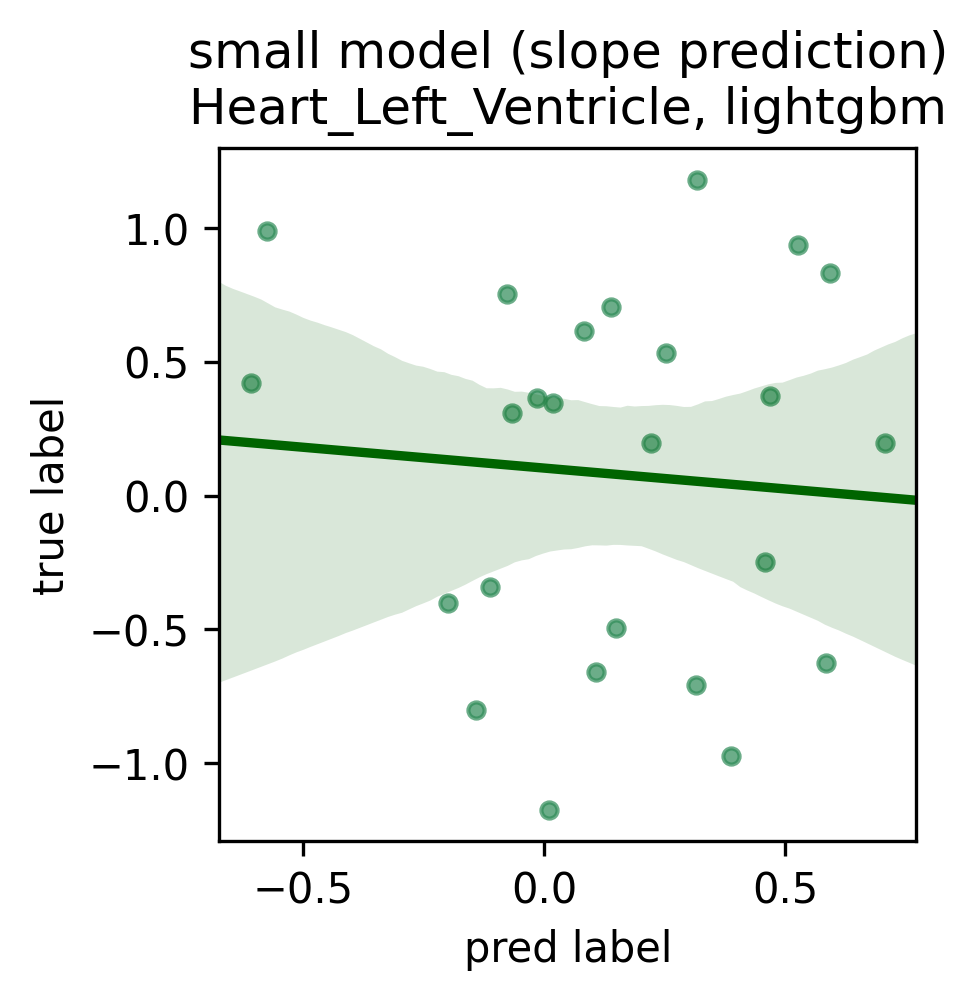 small model (slope prediction)
Heart_Left_Ventricle, lightgbm
1.0
0.5
0.0
−0.5
−1.0
true label
−0.5
0.0
0.5
pred label